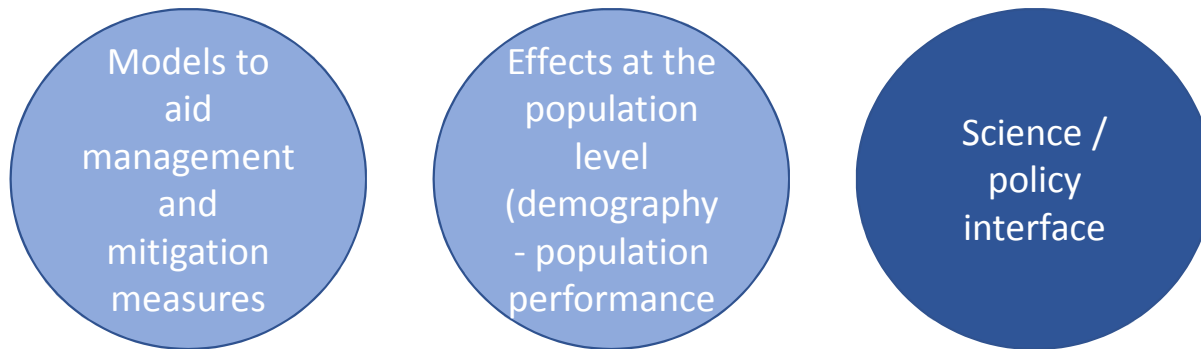 Models to
aid
management
and
mitigation
measures
Effects at the
population
level
(demography
- population
performance
Science /
policy
interface